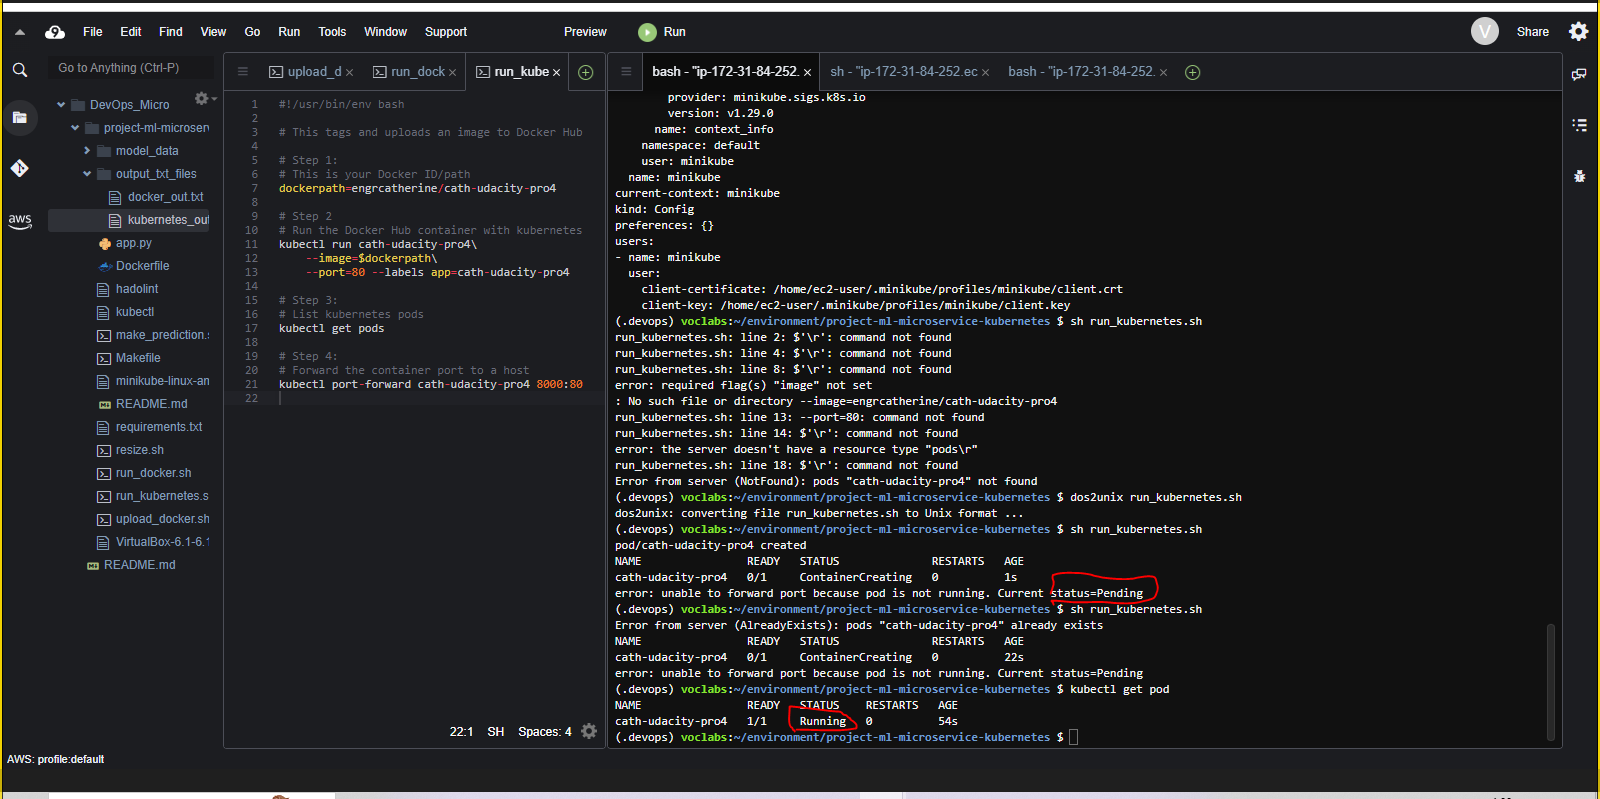 File Edit Find View Go Run Tools Window Support Preview Run V Share
Go to Anything (Ctrl-P)
upload_d run_dock run_kube
bash - "ip-172-31-84-252. sh - "ip-172-31-84-252.ec bash - "ip-172-31-84-252.
DevOps_Micro
project-ml-microserv
model_data
output_txt_files
docker_out.txt
kubernetes_out
app.py
Dockerfile
hadolint
kubectl
make_prediction.s
Makefile
minikube-linux-am
README.md
requirements.txt
resize.sh
run_docker.sh
run_kubernetes.s
upload_docker.sh
VirtualBox-6.1-6.1
README.md
aws
1 #!/usr/bin/env bash
2
3 # This tags and uploads an image to Docker Hub
4
5 # Step 1:
6 # This is your Docker ID/path
7 dockerpath=engrcatherine/cath-udacity-pro4
8
9 # Step 2
10 # Run the Docker Hub container with kubernetes
11 kubectl run cath-udacity-pro4\
12 --image=$dockerpath\
13 --port=80 --labels app=cath-udacity-pro4
14
15 # Step 3:
16 # List kubernetes pods
17 kubectl get pods
18
19 # Step 4:
20 # Forward the container port to a host
21 kubectl port-forward cath-udacity-pro4 8000:80
22
22:1 SH Spaces: 4
provider: minikube.sigs.k8s.io
version: v1.29.0
name: context_info
namespace: default
user: minikube
name: minikube
current-context: minikube
kind: Config
preferences: {}
users:
- name: minikube
user:
client-certificate: /home/ec2-user/.minikube/profiles/minikube/client.crt
client-key: /home/ec2-user/.minikube/profiles/minikube/client.key
(.devops) voclabs:~/environment/project-ml-microservice-kubernetes $ sh run_kubernetes.sh
run_kubernetes.sh: line 2: $'\r': command not found
run_kubernetes.sh: line 4: $'\r': command not found
run_kubernetes.sh: line 8: $'\r': command not found
error: required flag(s) "image" not set
: No such file or directory --image=engrcatherine/cath-udacity-pro4
run_kubernetes.sh: line 13: --port=80: command not found
run_kubernetes.sh: line 14: $'\r': command not found
error: the server doesn't have a resource type "pods\r"
run_kubernetes.sh: line 18: $'\r': command not found
Error from server (NotFound): pods "cath-udacity-pro4" not found
(.devops) voclabs:~/environment/project-ml-microservice-kubernetes $ dos2unix run_kubernetes.sh
dos2unix: converting file run_kubernetes.sh to Unix format ...
(.devops) voclabs:~/environment/project-ml-microservice-kubernetes $ sh run_kubernetes.sh
pod/cath-udacity-pro4 created
NAME READY STATUS RESTARTS AGE
cath-udacity-pro4 0/1 ContainerCreating 0 1s
error: unable to forward port because pod is not running. Current status=Pending
(.devops) voclabs:~/environment/project-ml-microservice-kubernetes $ sh run_kubernetes.sh
Error from server (AlreadyExists): pods "cath-udacity-pro4" already exists
NAME READY STATUS RESTARTS AGE
cath-udacity-pro4 0/1 ContainerCreating 0 22s
error: unable to forward port because pod is not running. Current status=Pending
(.devops) voclabs:~/environment/project-ml-microservice-kubernetes $ kubectl get pod
NAME READY STATUS RESTARTS AGE
cath-udacity-pro4 1/1 Running 0 54s
(.devops) voclabs:~/environment/project-ml-microservice-kubernetes $
AWS: profile:default